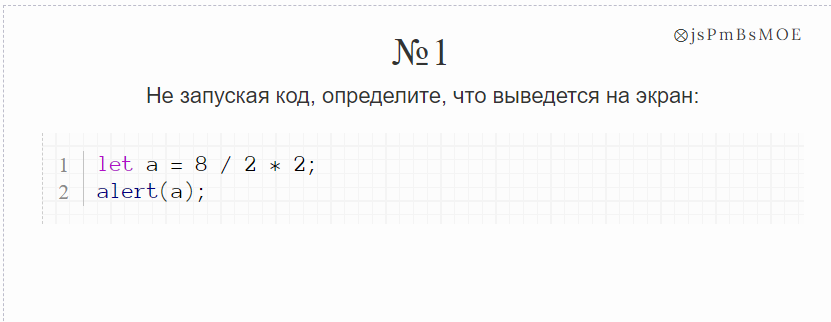 ⊗jsPmBsMOE
№1
Не запуская код, определите, что выведется на экран:
1 let a = 8 / 2 * 2;
2 alert(a);